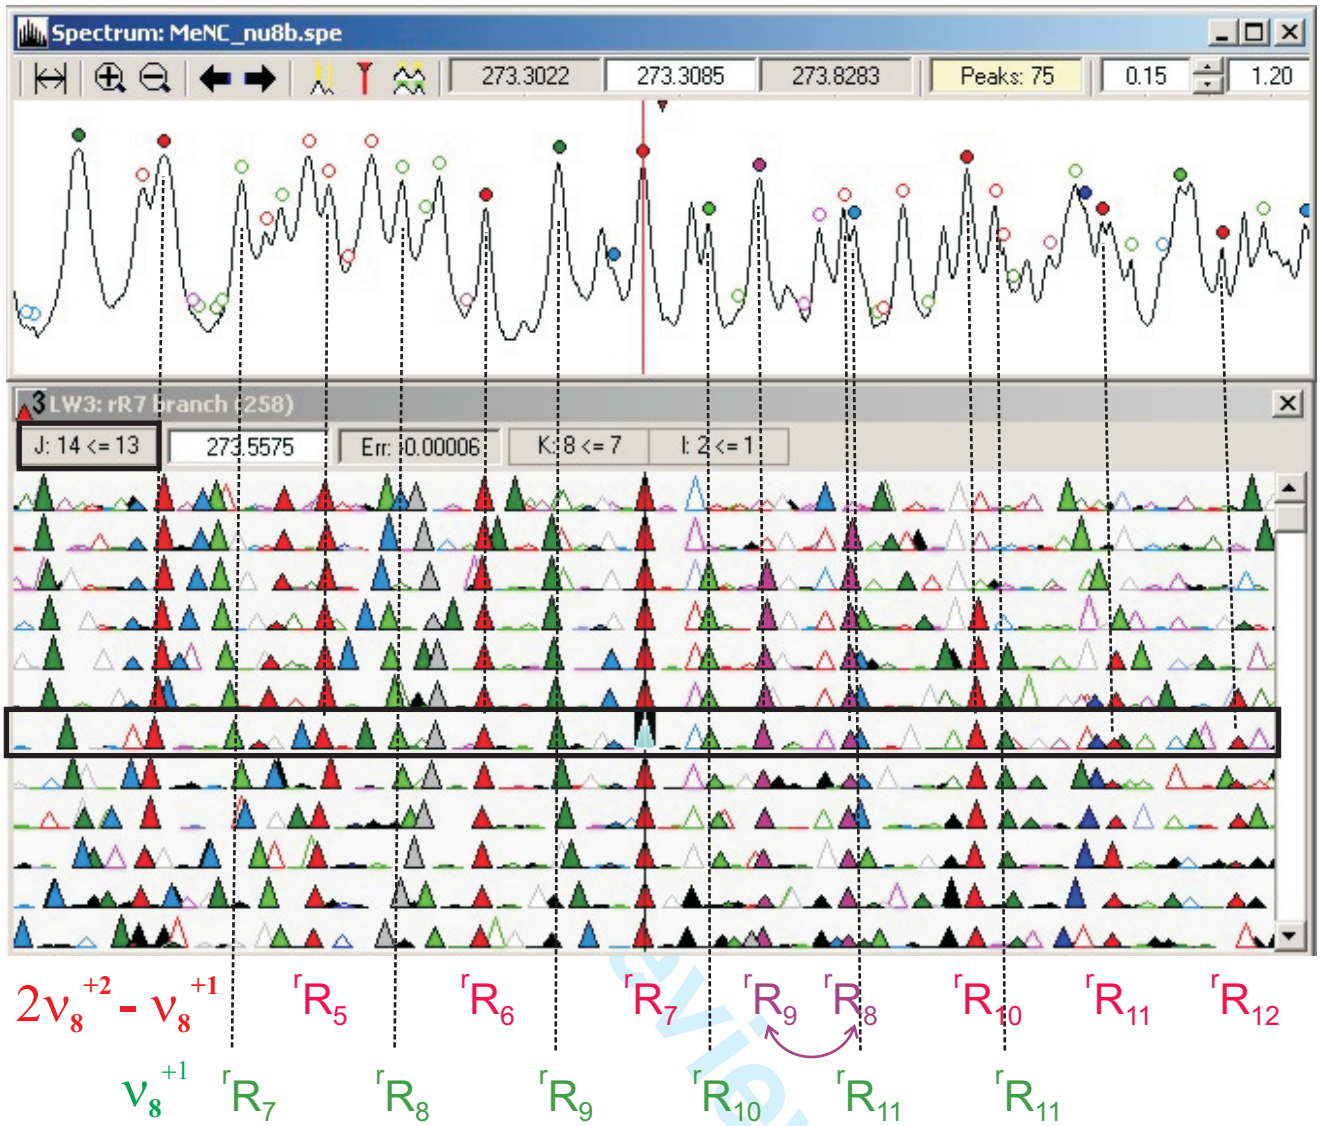 Spectrum: MeNC_nu8b.spe
273.3022 273.3085 273.8283 Peaks: 75 0.15 1.20
3 LW3: rR7 branch (258)
J: 14 <= 13 273.5575 Err: -0.00006 K: 8 <= 7 l: 2 <= 1
2ν₈⁺² - ν₈⁺¹ ʳR₅ ʳR₆ ʳR₇ ʳR₉ ʳR₈ ʳR₁₀ ʳR₁₁ ʳR₁₂
ν₈⁺¹ ʳR₇ ʳR₈ ʳR₉ ʳR₁₀ ʳR₁₁ ʳR₁₁